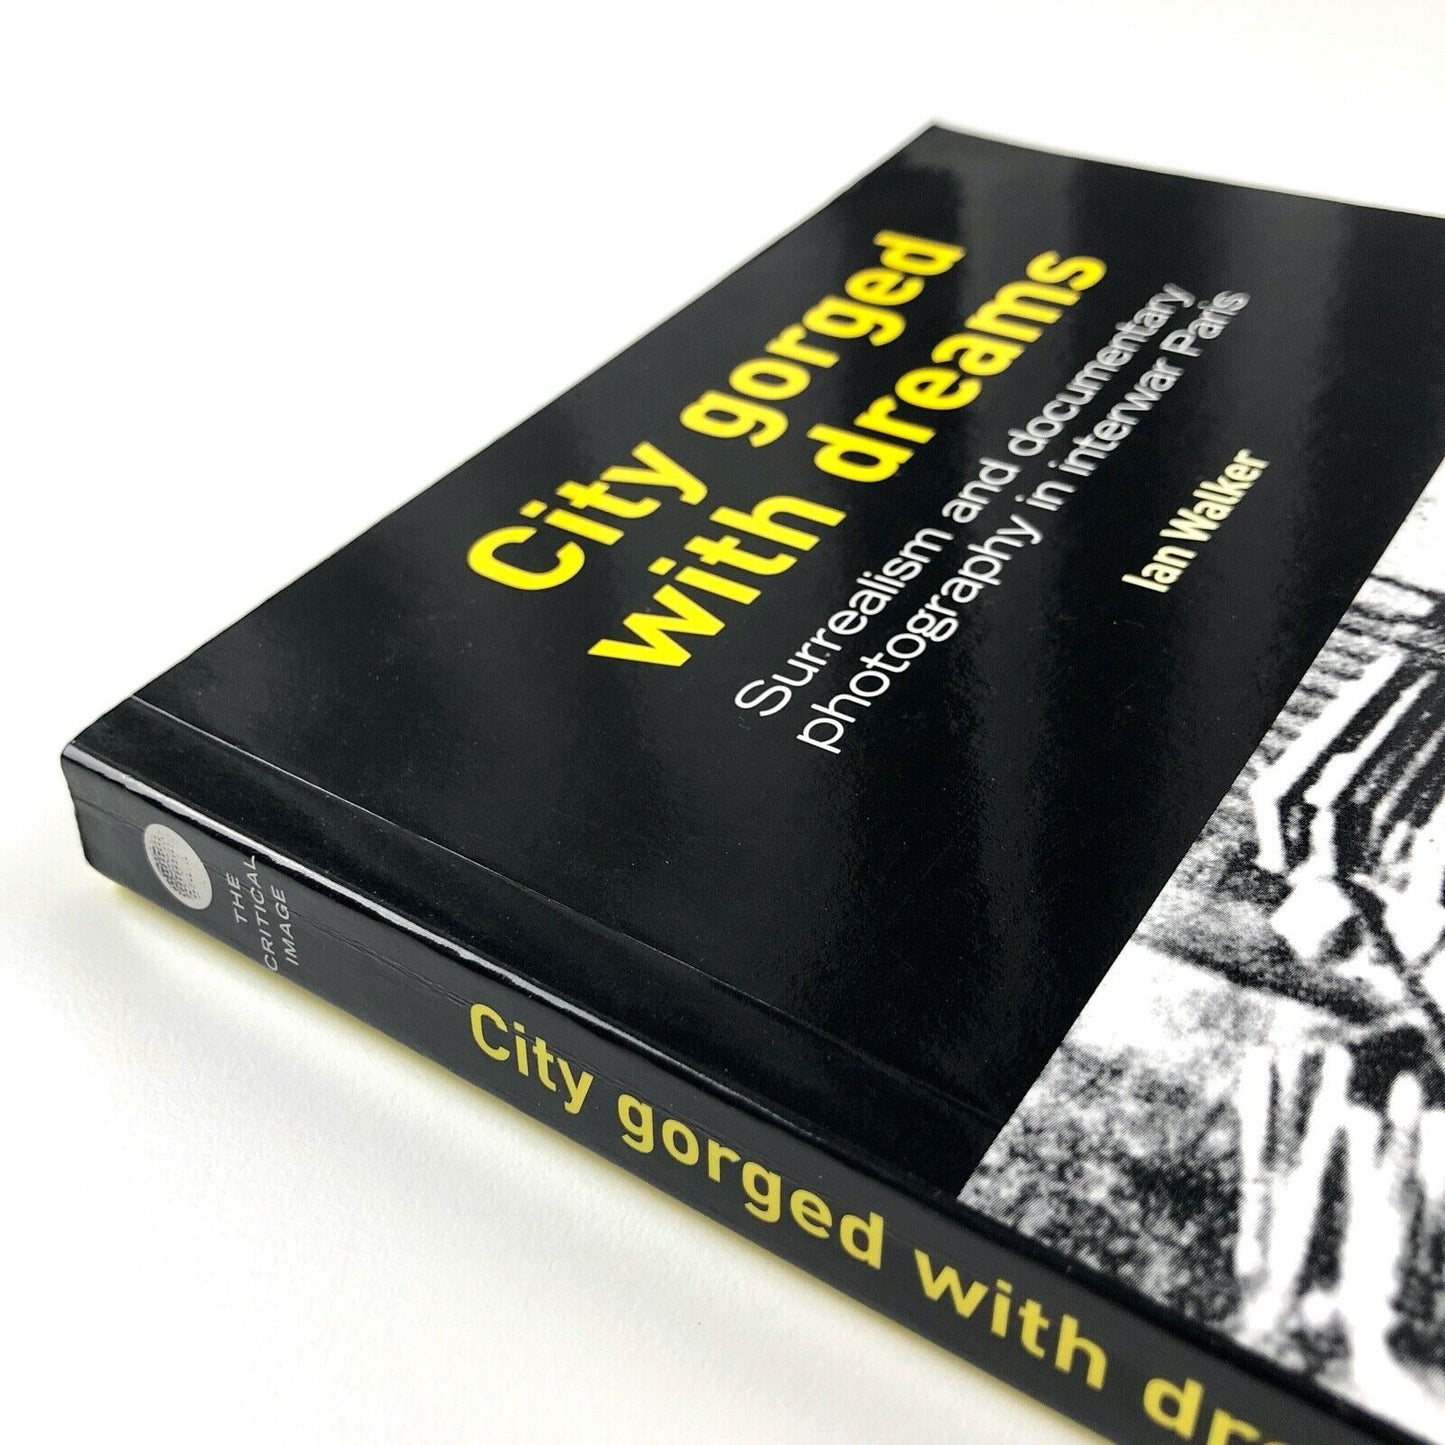 City gorged
with dreams
Surrealism and documentary
photography in interwar Paris
Ian Walker
THE
CRITICAL
IMAGE
City gorged with